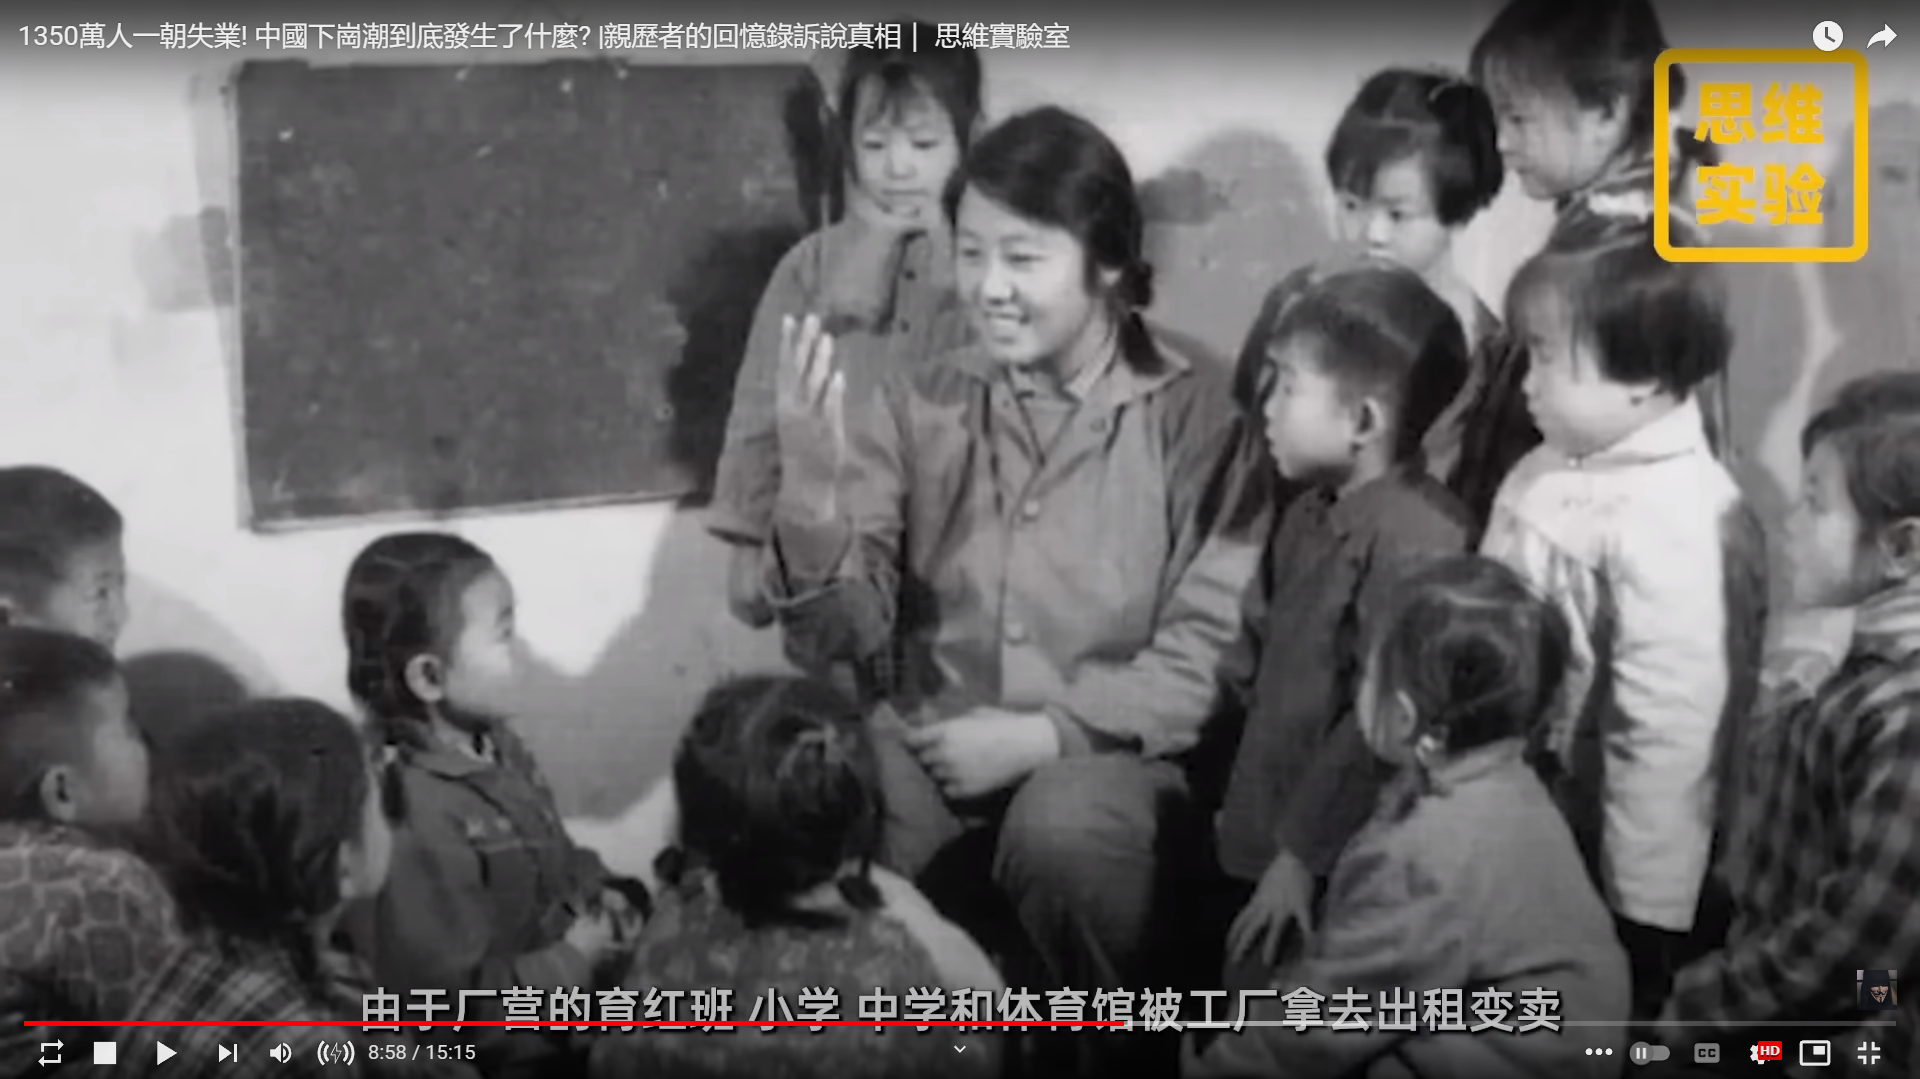 1350萬人一朝失業! 中國下崗潮到底發生了什麼? |親歷者的回憶錄訴說真相｜ 思維實驗室
思维
实验
由于厂营的育红班 小学 中学和体育馆被工厂拿去出租变卖
8:58 / 15:15
CC
HD